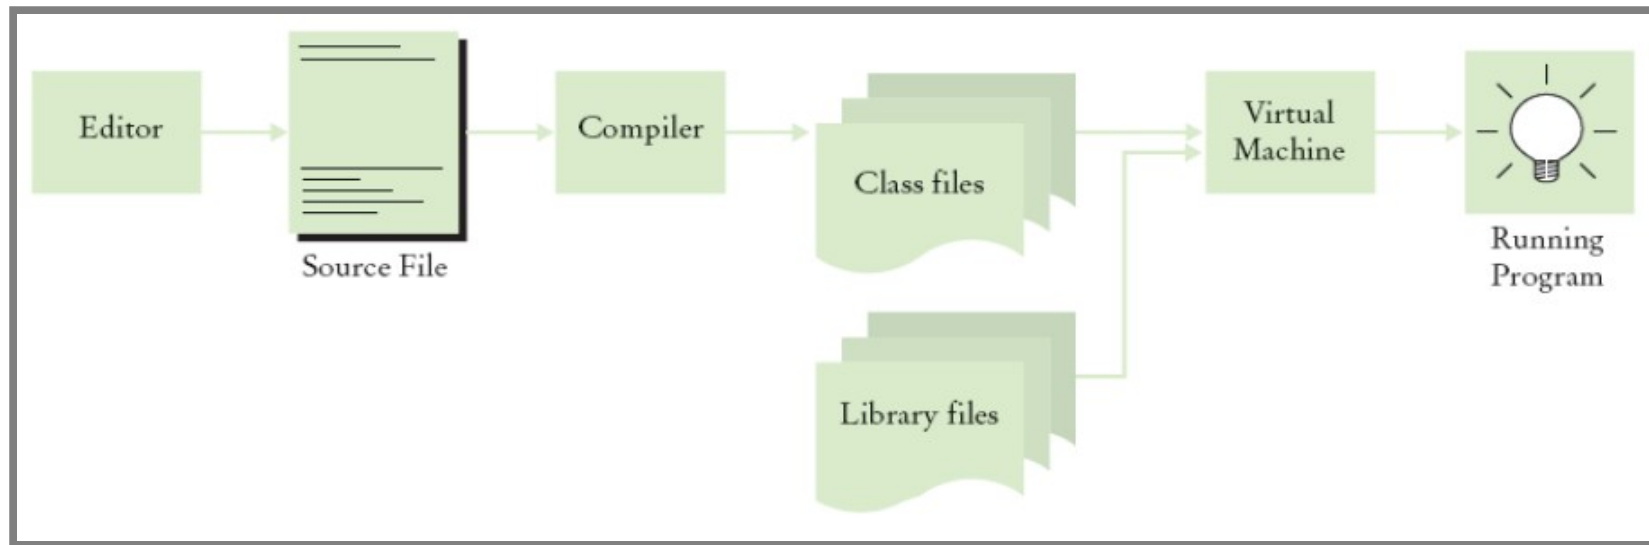 Editor
Source File
Compiler
Class files
Library files
Virtual
Machine
Running
Program